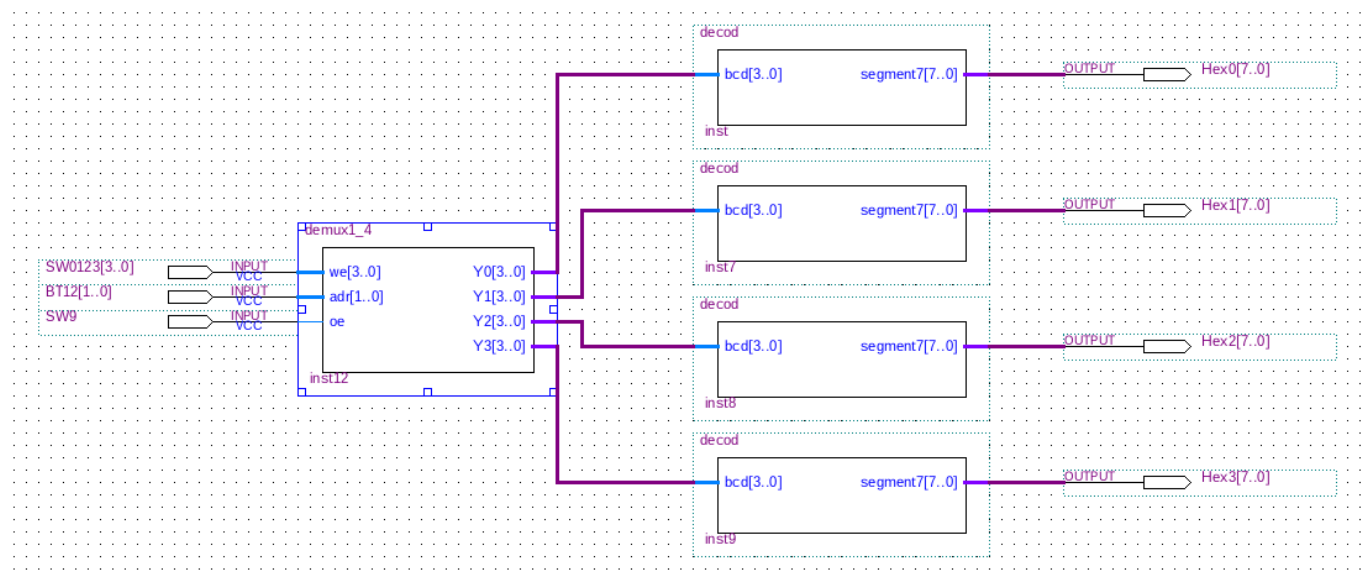 decod
bcd[3..0] segment7[7..0]
inst
OUTPUT Hex0[7..0]
decod
bcd[3..0] segment7[7..0]
inst7
OUTPUT Hex1[7..0]
demux1_4
SW0123[3..0] INPUT VCC we[3..0] Y0[3..0]
BT12[1..0] INPUT VCC adr[1..0] Y1[3..0]
SW9 INPUT VCC oe Y2[3..0]
Y3[3..0]
inst12
decod
bcd[3..0] segment7[7..0]
inst8
OUTPUT Hex2[7..0]
decod
bcd[3..0] segment7[7..0]
inst9
OUTPUT Hex3[7..0]